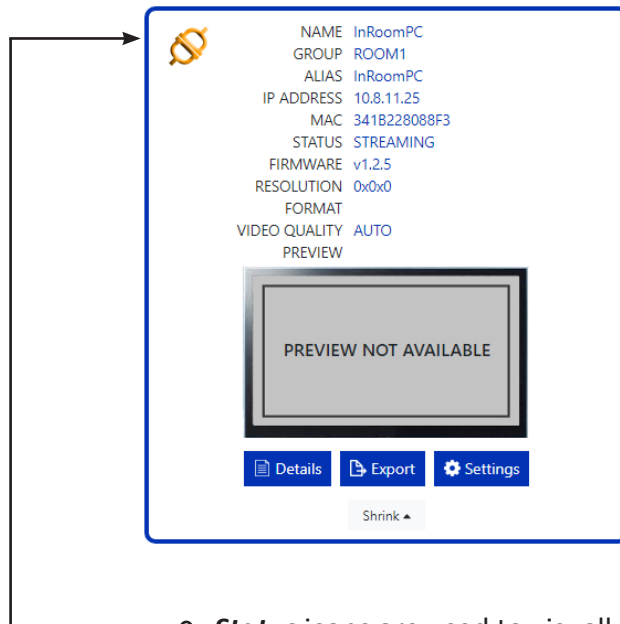 NAME InRoomPC
GROUP ROOM1
ALIAS InRoomPC
IP ADDRESS 10.8.11.25
MAC 341B228088F3
STATUS STREAMING
FIRMWARE v1.2.5
RESOLUTION 0x0x0
FORMAT
VIDEO QUALITY AUTO
PREVIEW
PREVIEW NOT AVAILABLE
Details Export Settings
Shrink